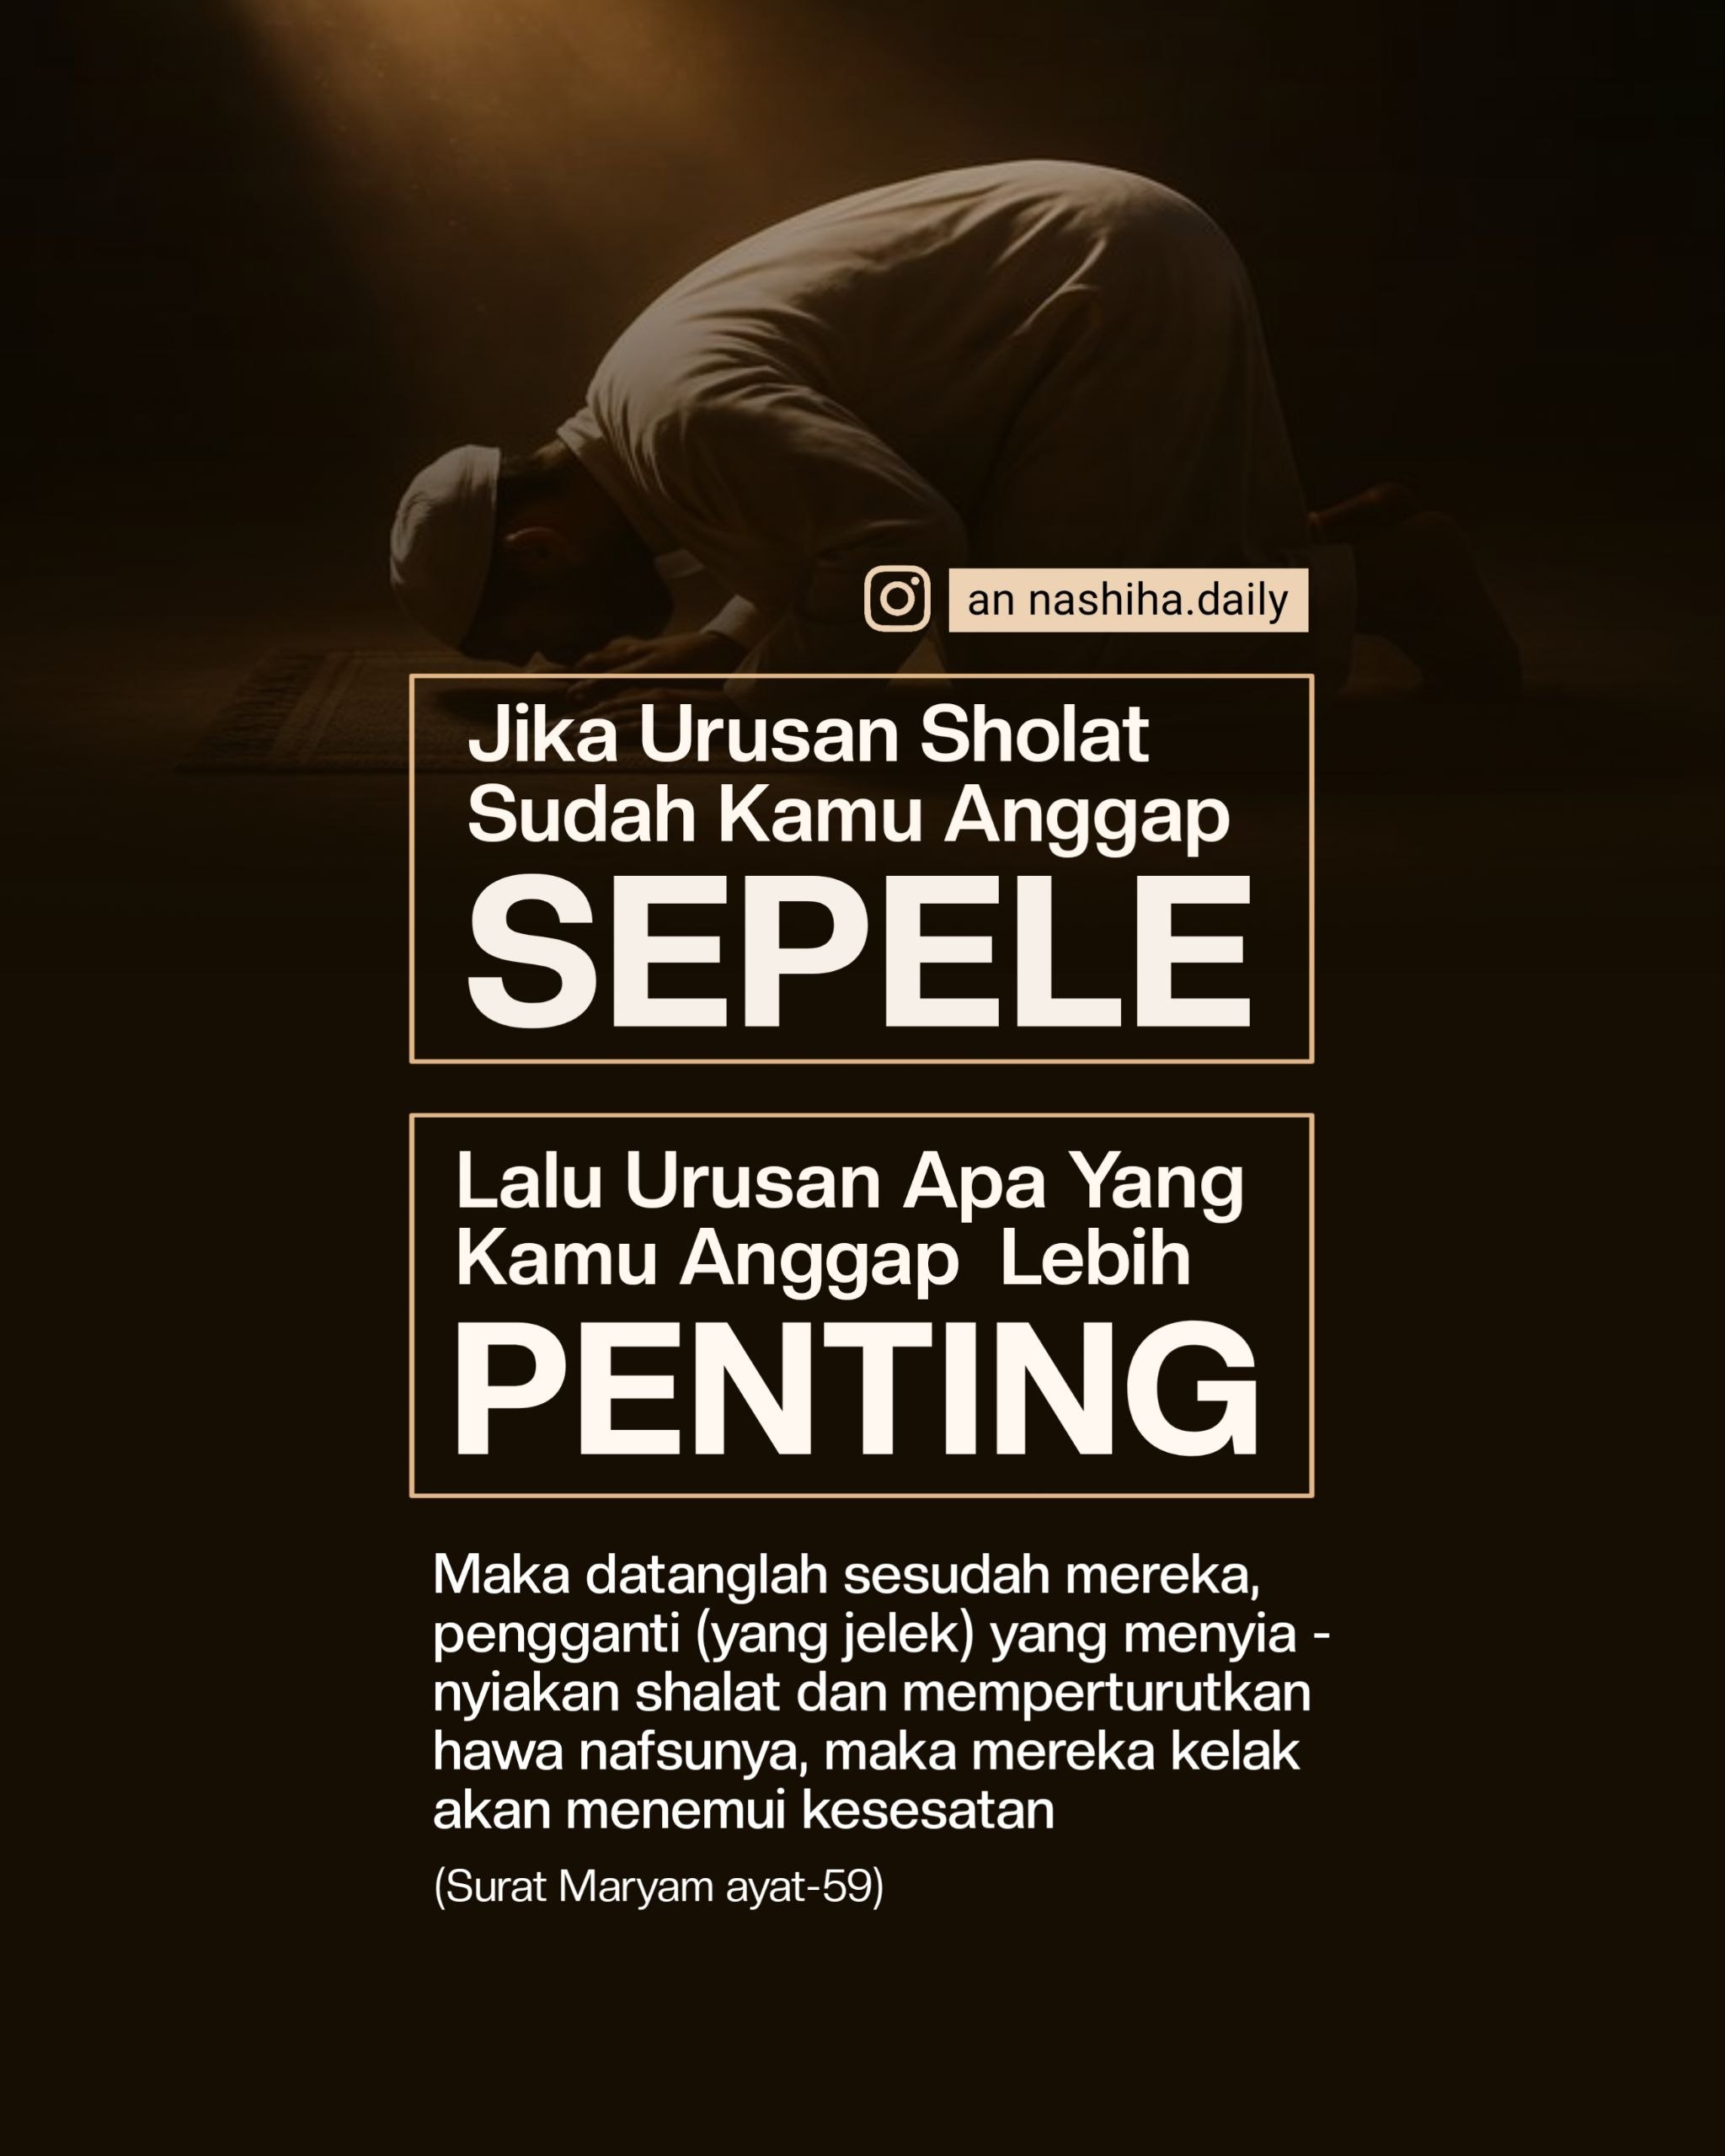 an nashiha.daily
Jika Urusan Sholat
Sudah Kamu Anggap
SEPELE
Lalu Urusan Apa Yang
Kamu Anggap Lebih
PENTING
Maka datanglah sesudah mereka,
pengganti (yang jelek) yang menyia -
nyiakan shalat dan memperturutkan
hawa nafsunya, maka mereka kelak
akan menemui kesesatan
(Surat Maryam ayat-59)